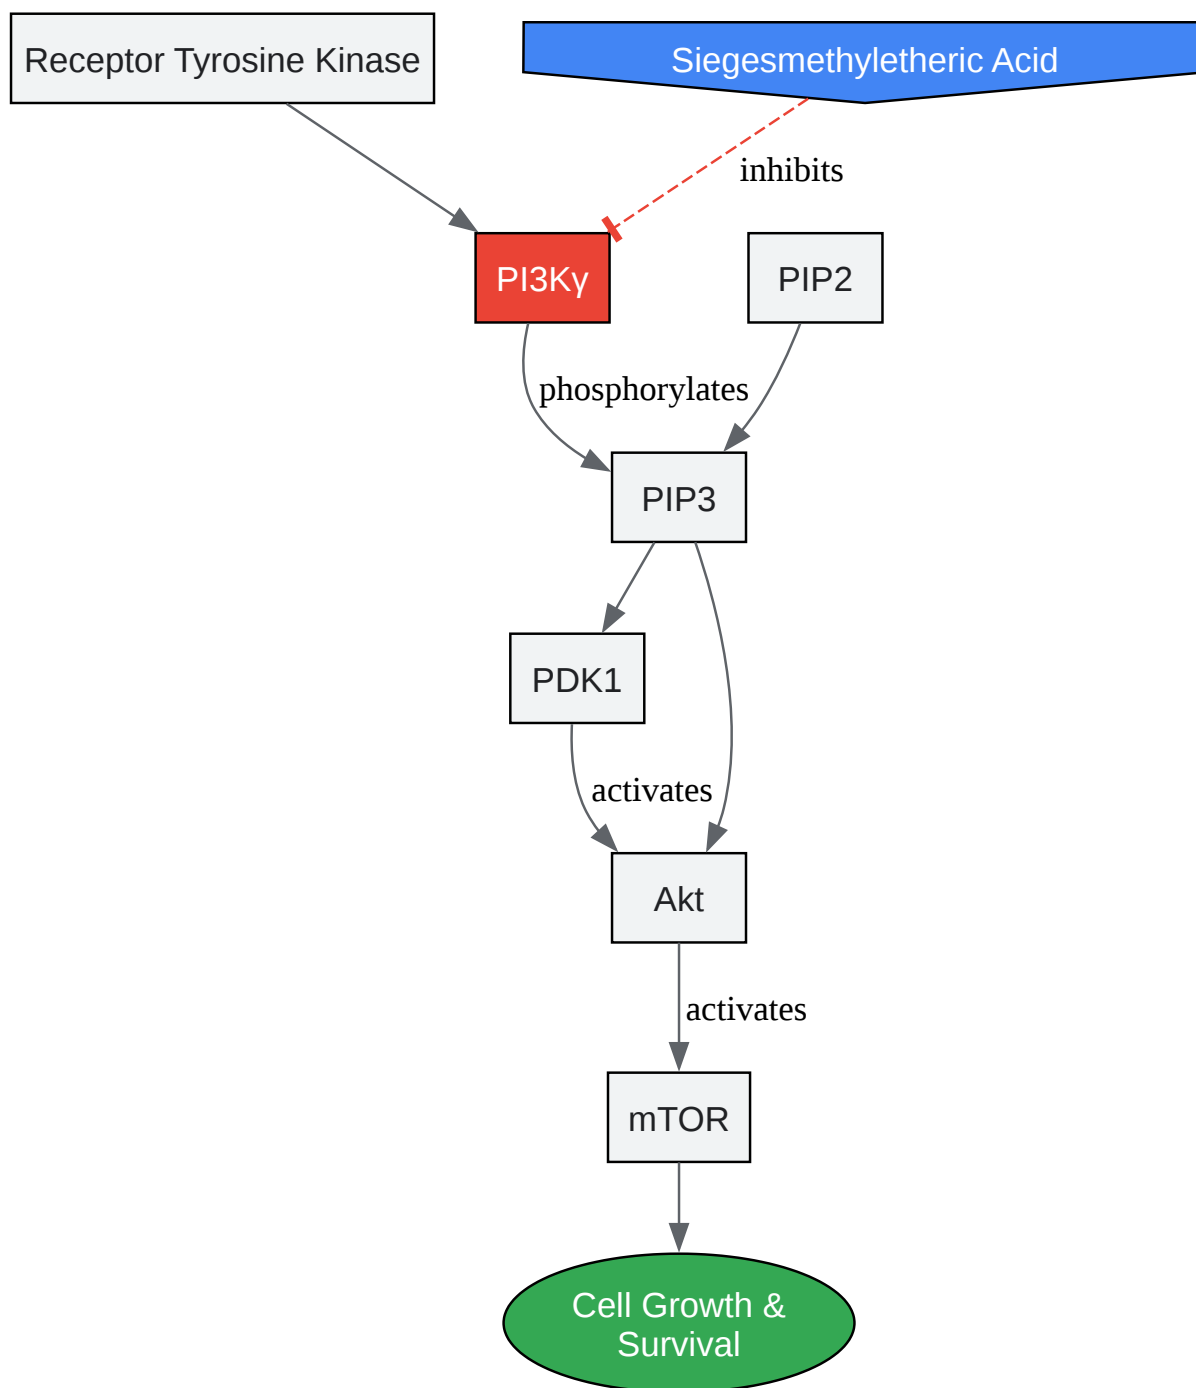 Receptor Tyrosine Kinase
Siegesmethyletheric Acid
inhibits
PI3Kγ
PIP2
phosphorylates
PIP3
PDK1
activates
Akt
activates
mTOR
Cell Growth &
Survival